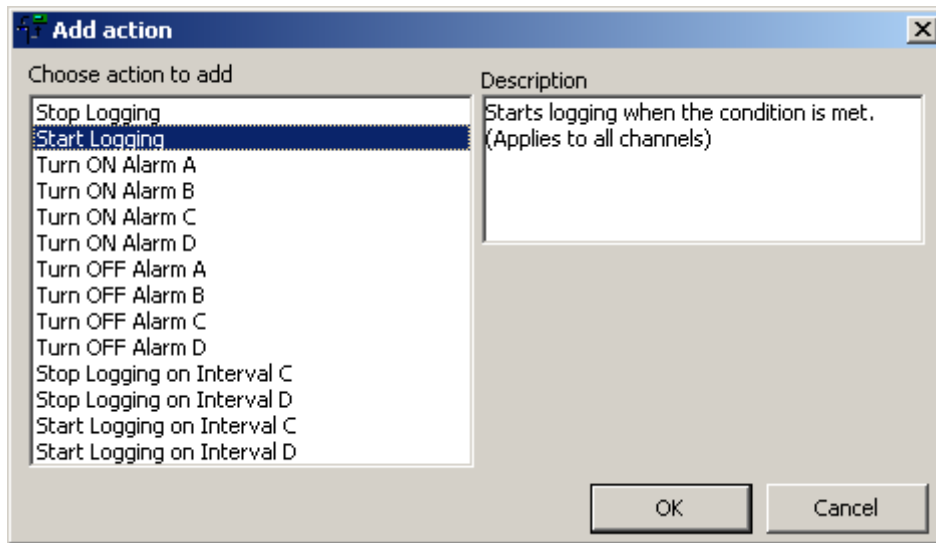 Add action
Choose action to add
Stop Logging
Start Logging
Turn ON Alarm A
Turn ON Alarm B
Turn ON Alarm C
Turn ON Alarm D
Turn OFF Alarm A
Turn OFF Alarm B
Turn OFF Alarm C
Turn OFF Alarm D
Stop Logging on Interval C
Stop Logging on Interval D
Start Logging on Interval C
Start Logging on Interval D
Description
Starts logging when the condition is met.
(Applies to all channels)
OK
Cancel